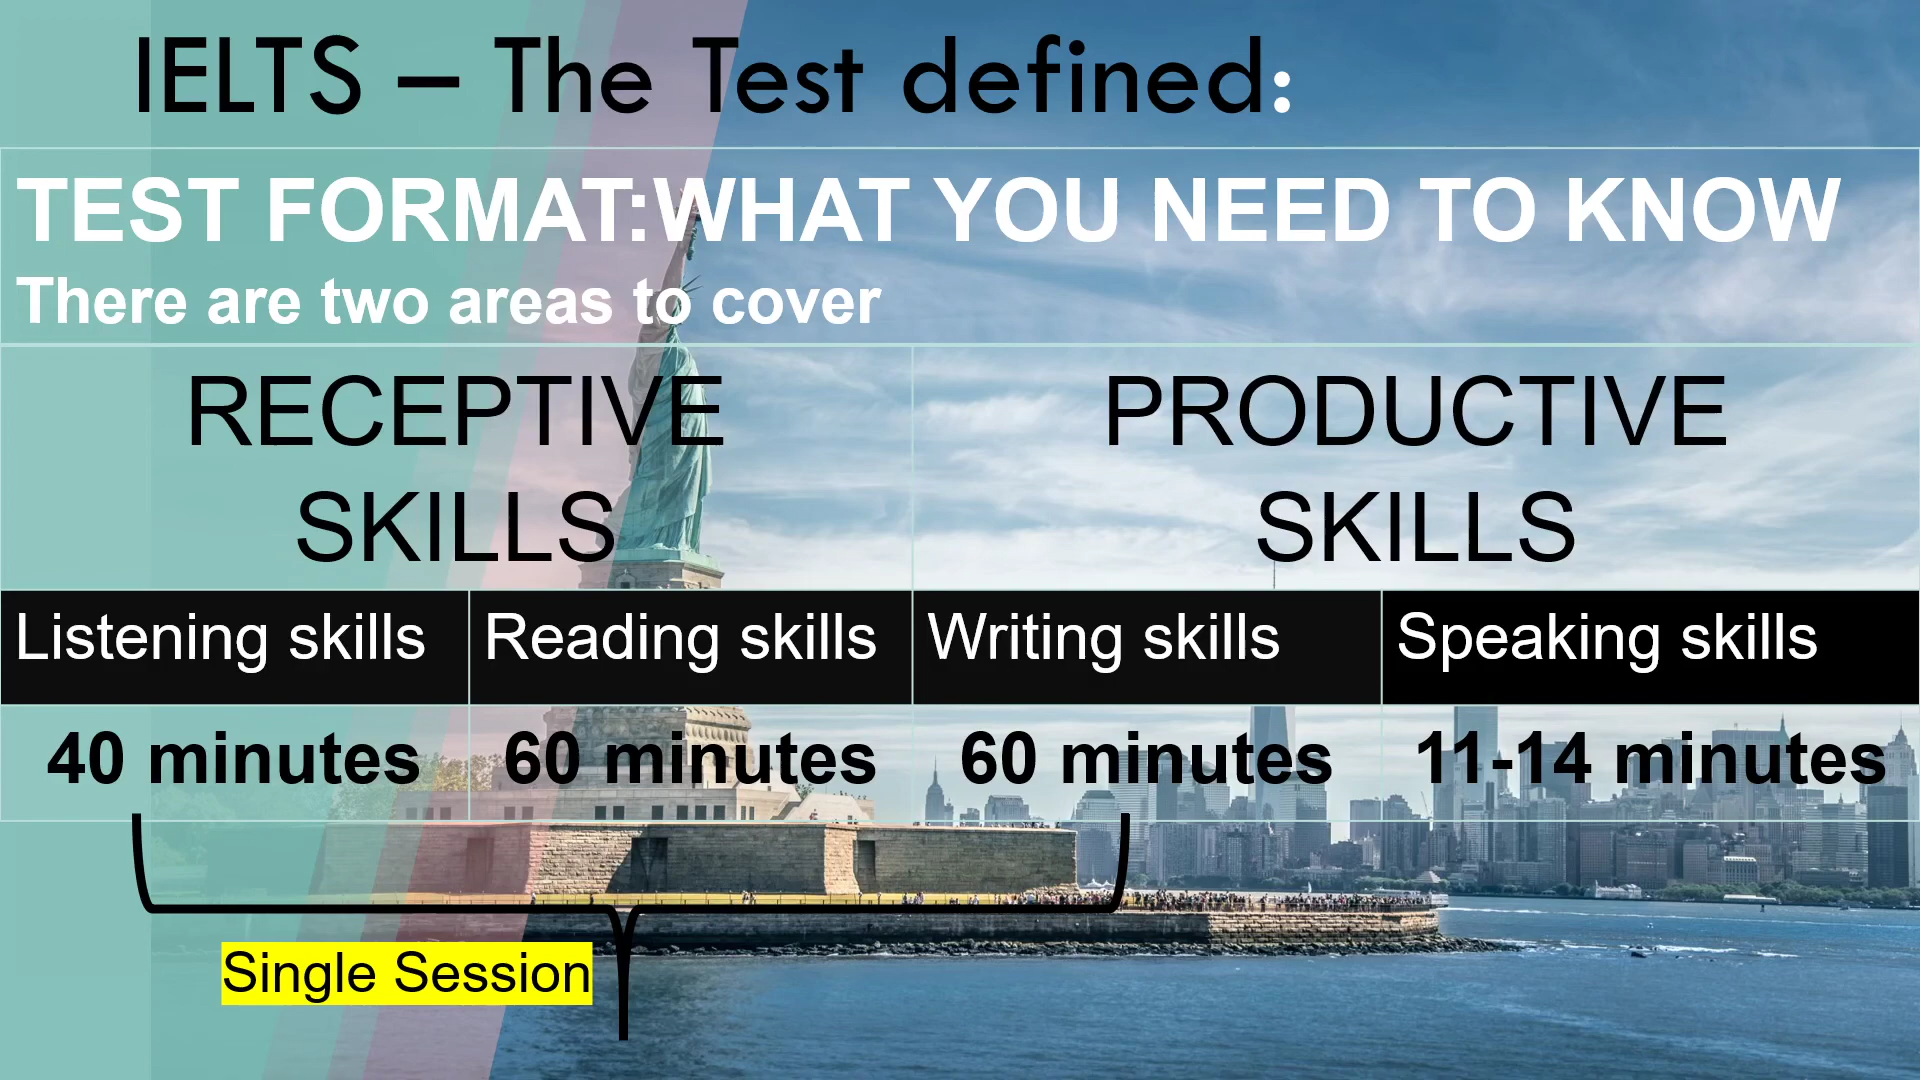 IELTS – The Test defined:
TEST FORMAT:WHAT YOU NEED TO KNOW
There are two areas to cover
RECEPTIVE
SKILLS
PRODUCTIVE
SKILLS
Listening skills
Reading skills
Writing skills
Speaking skills
40 minutes
60 minutes
60 minutes
11-14 minutes
Single Session